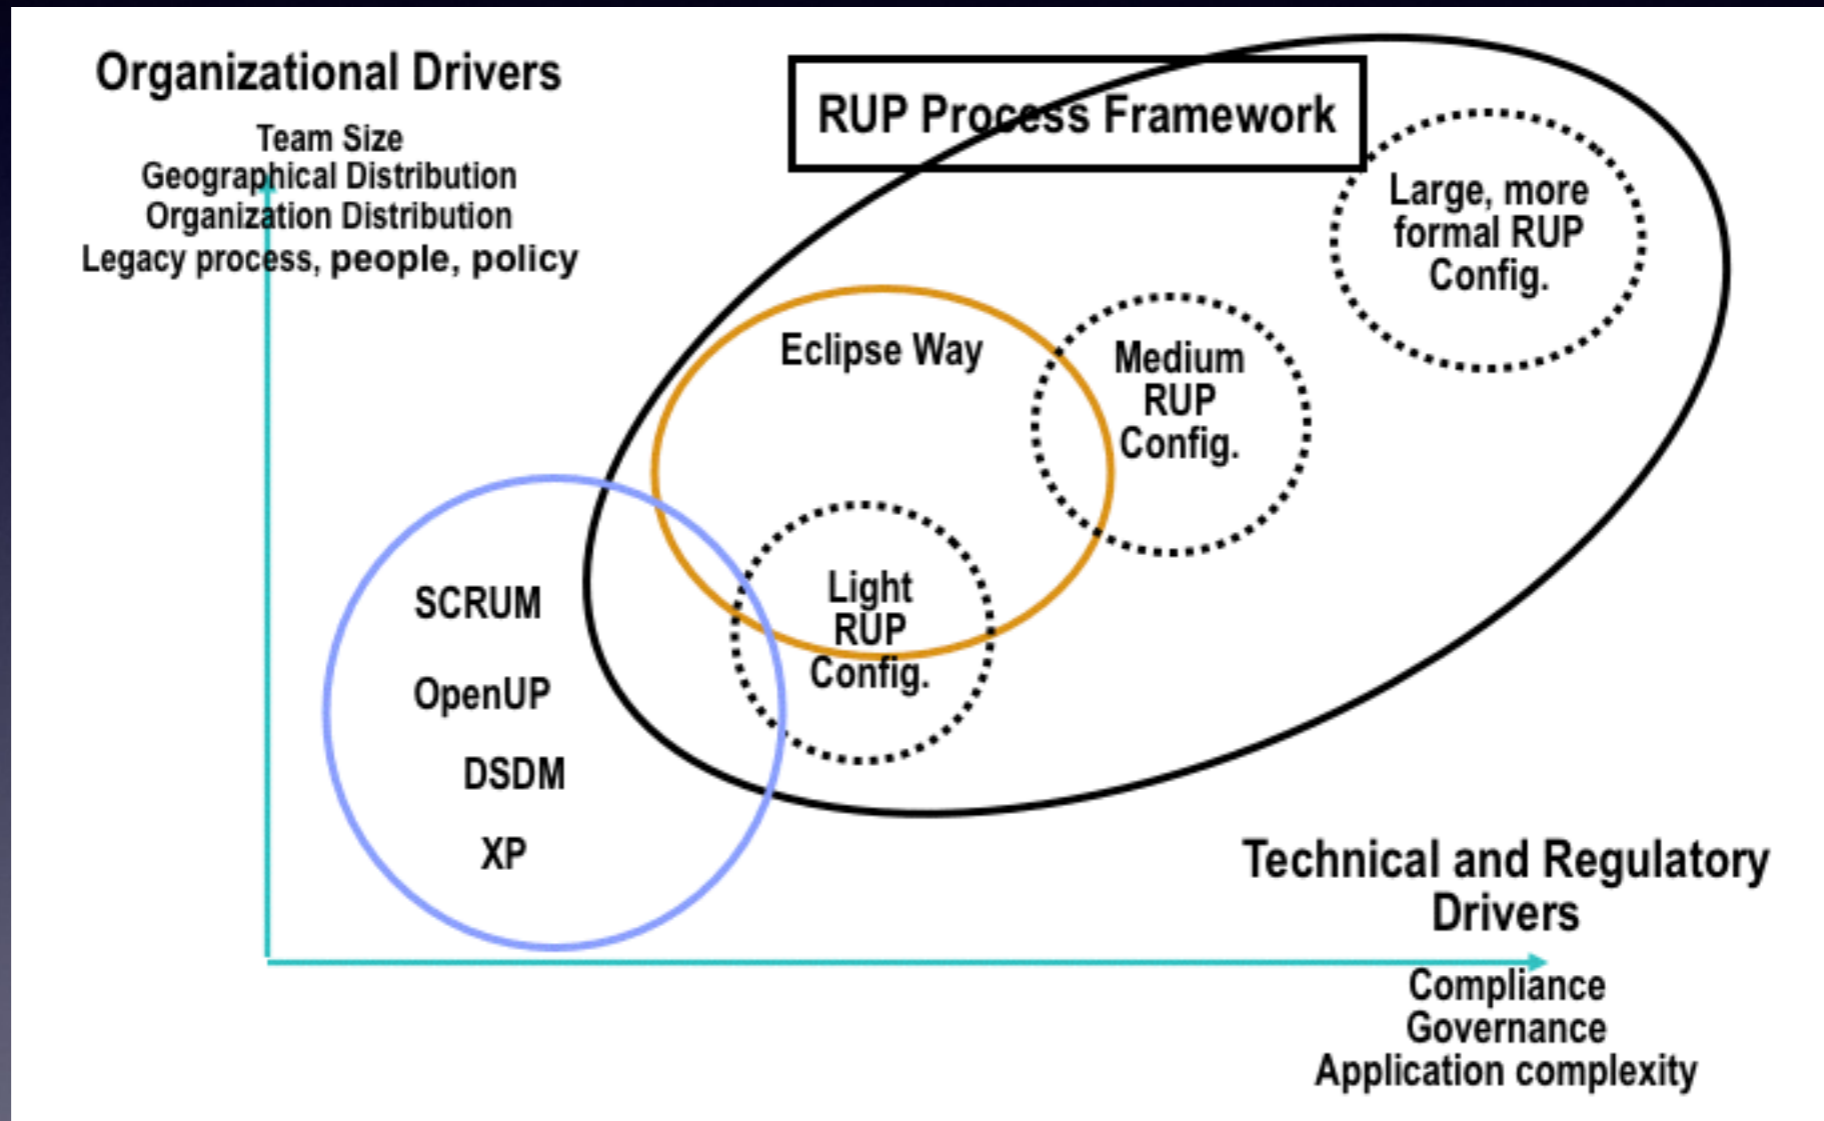 Organizational Drivers
Team Size
Geographical Distribution
Organization Distribution
Legacy process, people, policy
RUP Process Framework
Large, more
formal RUP
Config.
Eclipse Way
Medium
RUP
Config.
Light
RUP
Config.
SCRUM
OpenUP
DSDM
XP
Technical and Regulatory
Drivers
Compliance
Governance
Application complexity